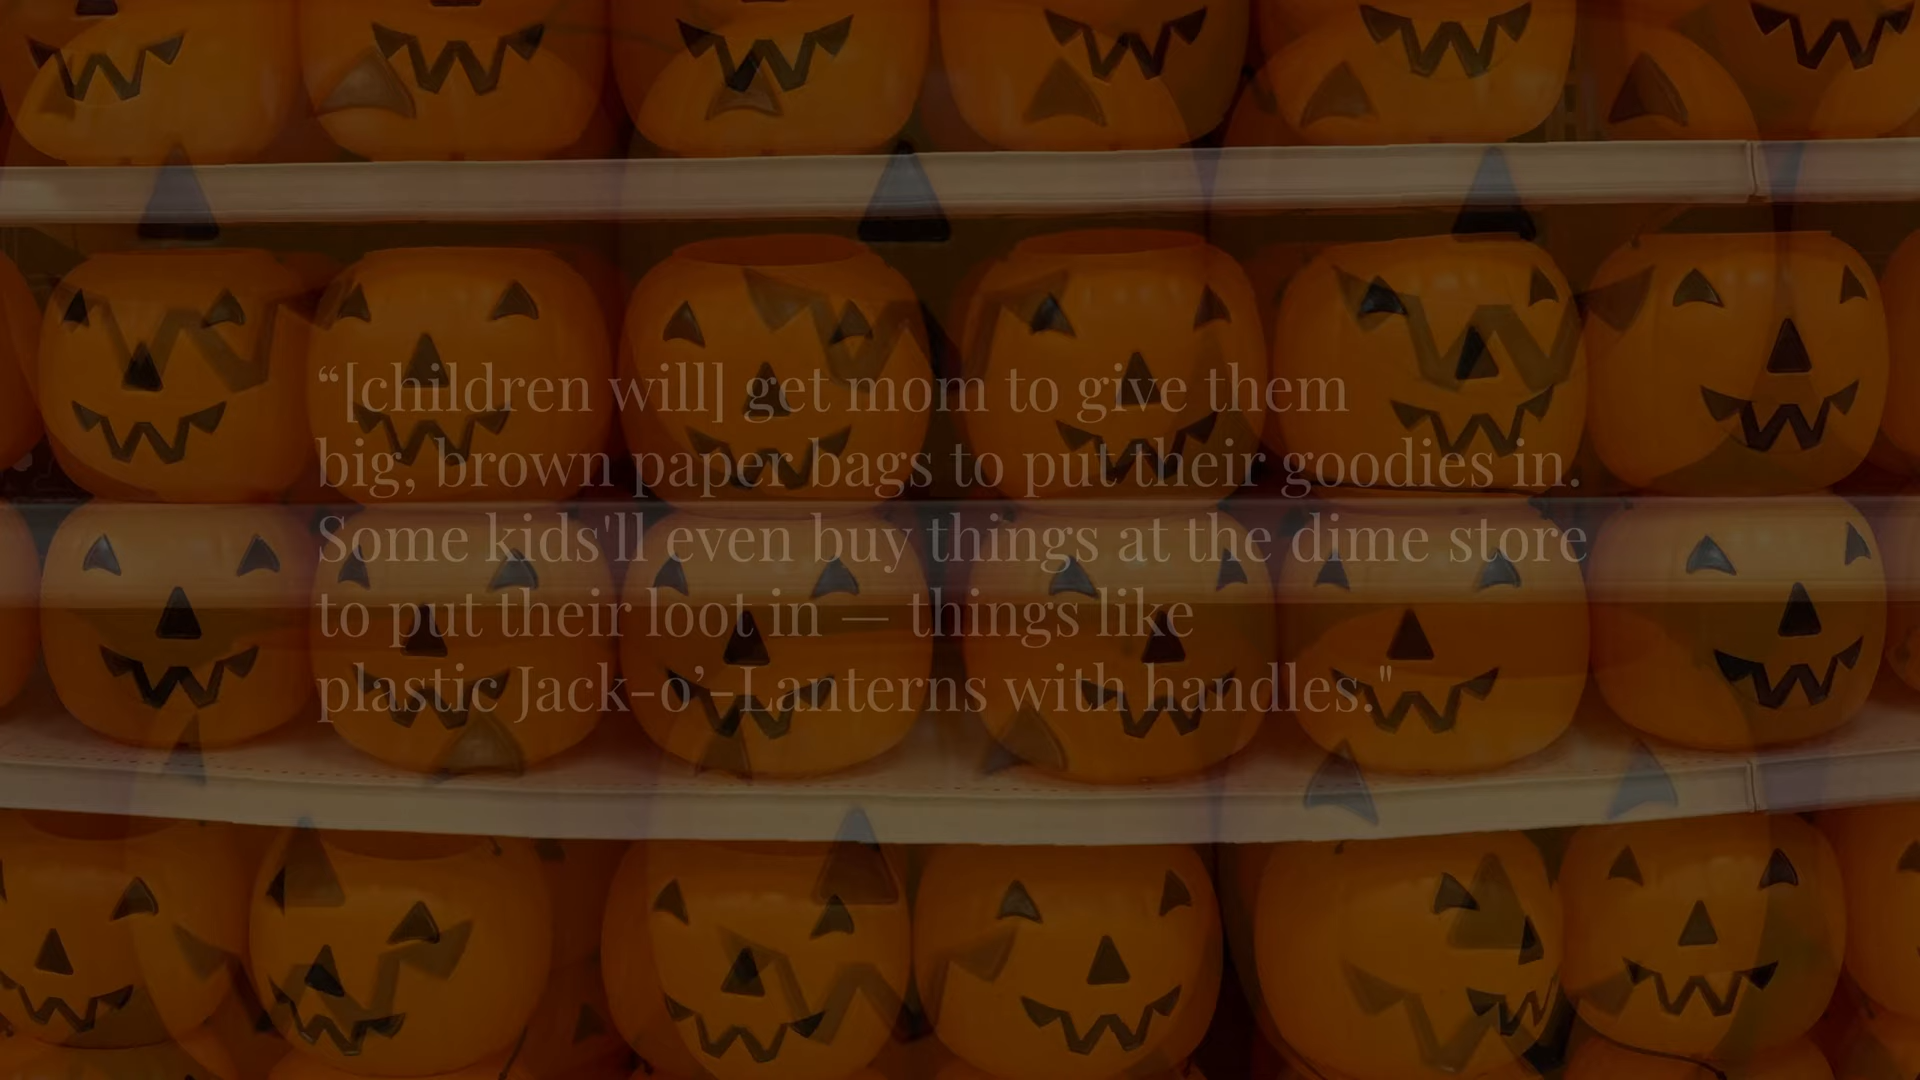 “[children will] get mom to give them
big, brown paper bags to put their goodies in.
Some kids'll even buy things at the dime store
to put their loot in — things like
plastic Jack-o’-Lanterns with handles."